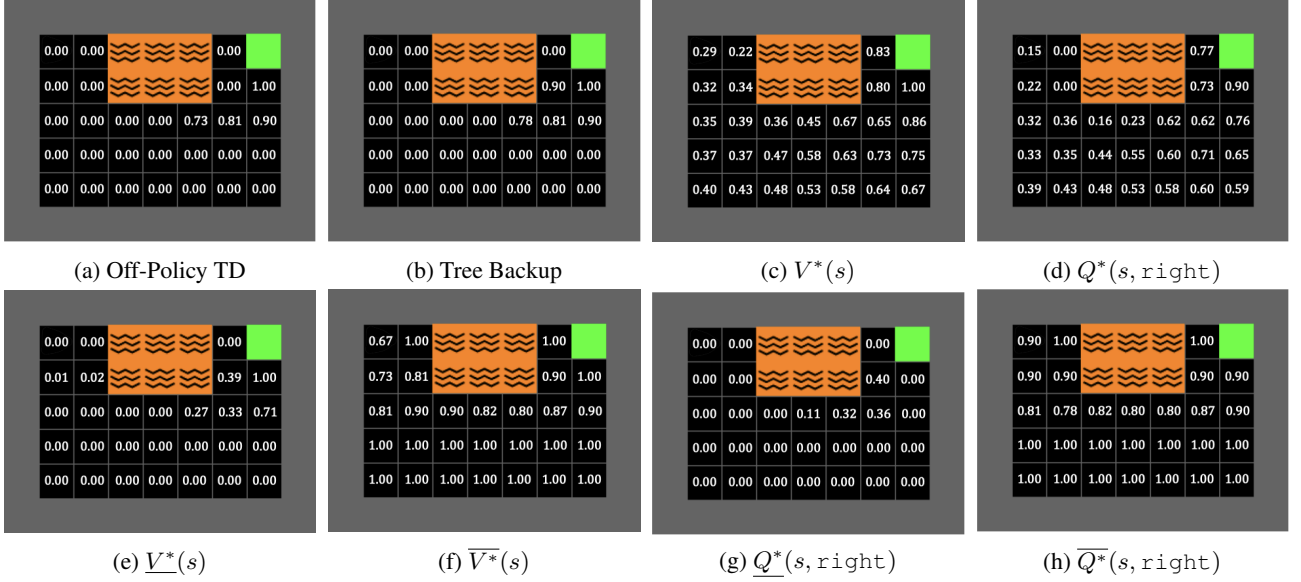 0.00 0.00 0.00
0.00 0.00 0.00 1.00
0.00 0.00 0.00 0.00 0.73 0.81 0.90
0.00 0.00 0.00 0.00 0.00 0.00 0.00
0.00 0.00 0.00 0.00 0.00 0.00 0.00
(a) Off-Policy TD
0.00 0.00 0.00
0.00 0.00 0.90 1.00
0.00 0.00 0.00 0.00 0.78 0.81 0.90
0.00 0.00 0.00 0.00 0.00 0.00 0.00
0.00 0.00 0.00 0.00 0.00 0.00 0.00
(b) Tree Backup
0.29 0.22 0.83
0.32 0.34 0.80 1.00
0.35 0.39 0.36 0.45 0.67 0.65 0.86
0.37 0.37 0.47 0.58 0.63 0.73 0.75
0.40 0.43 0.48 0.53 0.58 0.64 0.67
(c) V*(s)
0.15 0.00 0.77
0.22 0.00 0.73 0.90
0.32 0.36 0.16 0.23 0.62 0.62 0.76
0.33 0.35 0.44 0.55 0.60 0.71 0.65
0.39 0.43 0.48 0.53 0.58 0.60 0.59
(d) Q*(s, right)
0.00 0.00 0.00
0.01 0.02 0.39 1.00
0.00 0.00 0.00 0.00 0.27 0.33 0.71
0.00 0.00 0.00 0.00 0.00 0.00 0.00
0.00 0.00 0.00 0.00 0.00 0.00 0.00
(e) V*(s)
0.67 1.00 1.00
0.73 0.81 0.90 1.00
0.81 0.90 0.90 0.82 0.80 0.87 0.90
1.00 1.00 1.00 1.00 1.00 1.00 1.00
1.00 1.00 1.00 1.00 1.00 1.00 1.00
(f) V*(s)
0.00 0.00 0.00
0.00 0.00 0.40 0.00
0.00 0.00 0.00 0.11 0.32 0.36 0.00
0.00 0.00 0.00 0.00 0.00 0.00 0.00
0.00 0.00 0.00 0.00 0.00 0.00 0.00
(g) Q*(s, right)
0.90 1.00 1.00
0.90 0.90 0.90 0.90
0.81 0.78 0.82 0.80 0.80 0.87 0.90
1.00 1.00 1.00 1.00 1.00 1.00 1.00
1.00 1.00 1.00 1.00 1.00 1.00 1.00
(h) Q*(s, right)